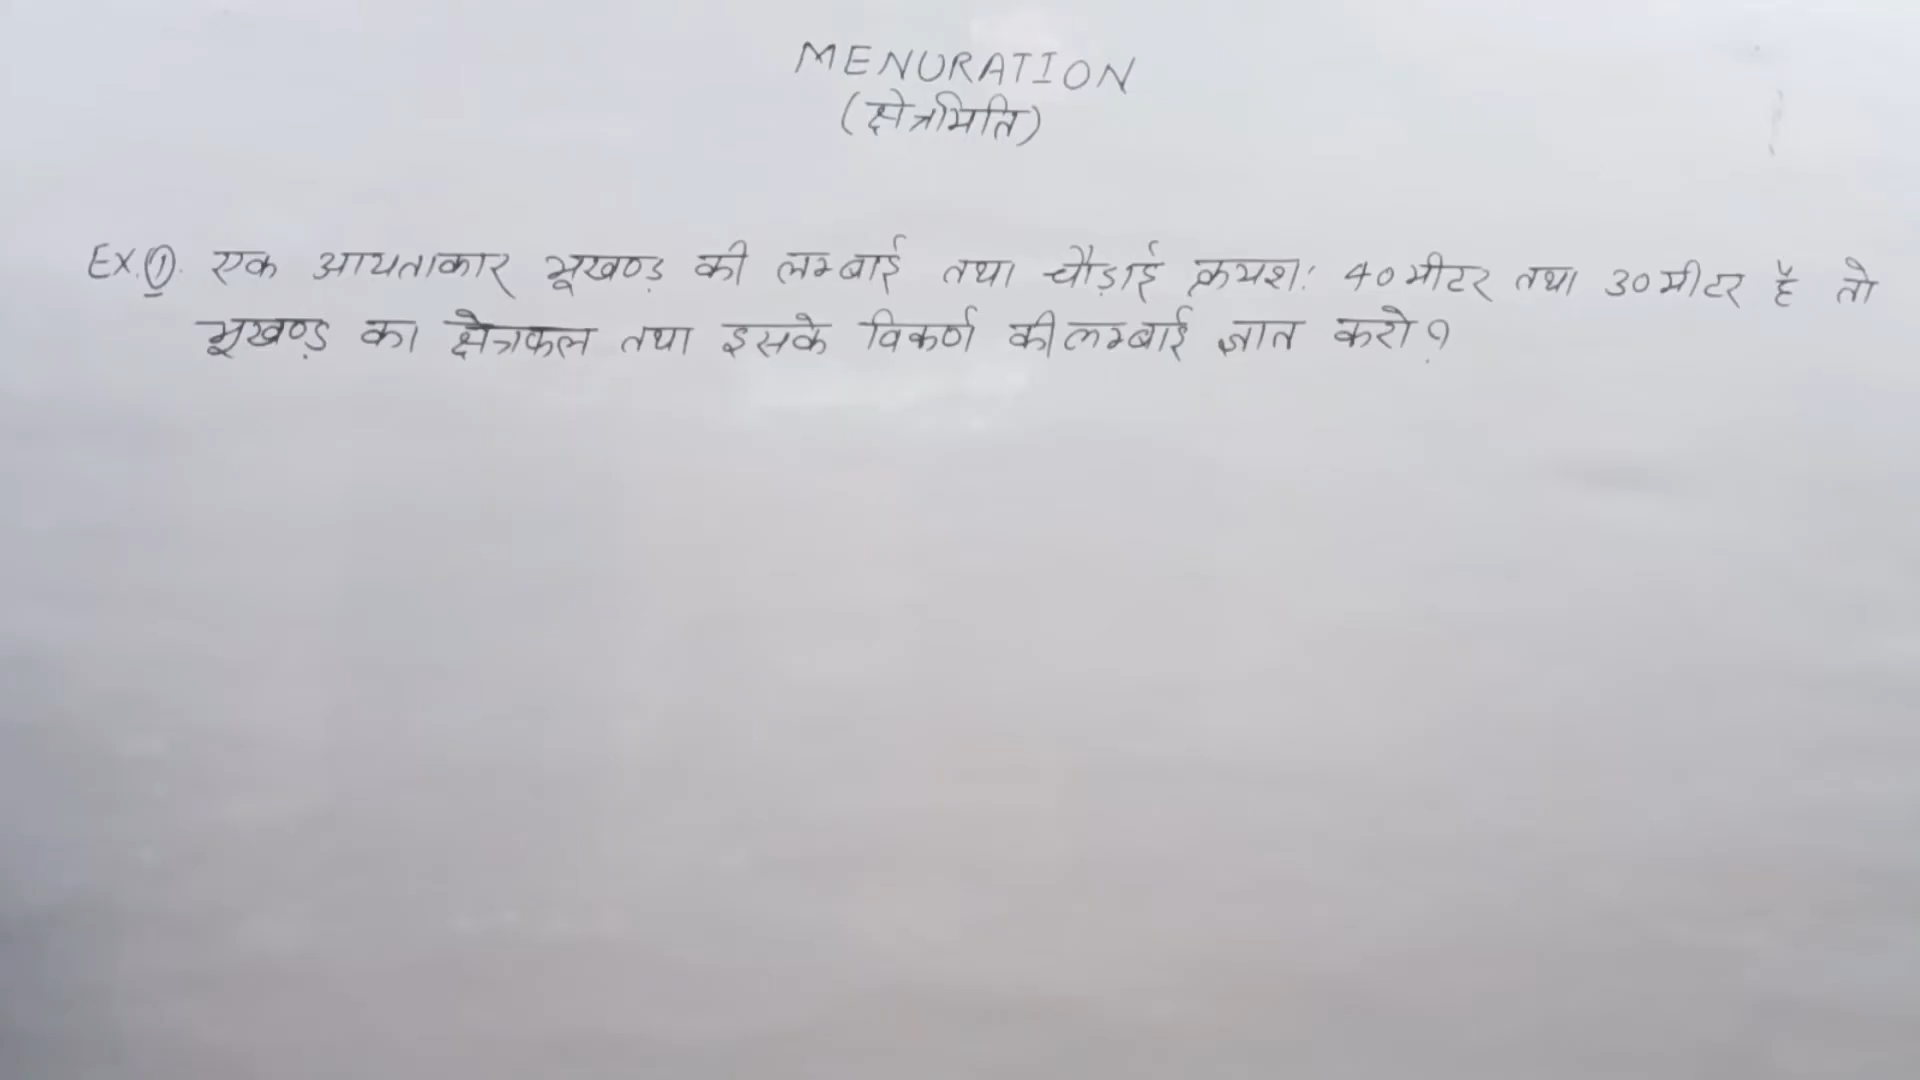 MENURATION
(क्षेत्रमिति)
EX.①. एक आयताकार भूखण्ड की लम्बाई तथा चौड़ाई क्रमश: 40 मीटर तथा 30 मीटर है तो
भूखण्ड का क्षेत्रफल तथा इसके विकर्ण की लम्बाई ज्ञात करो?